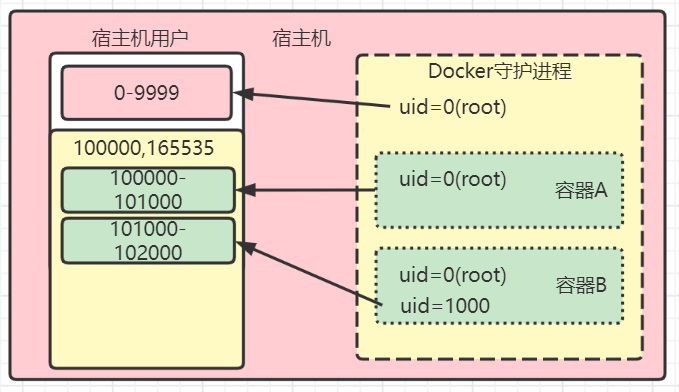 宿主机用户
宿主机
0-9999
100000,165535
100000-
101000
101000-
102000
Docker守护进程
uid=0(root)
uid=0(root)
容器A
uid=0(root)
容器B
uid=1000